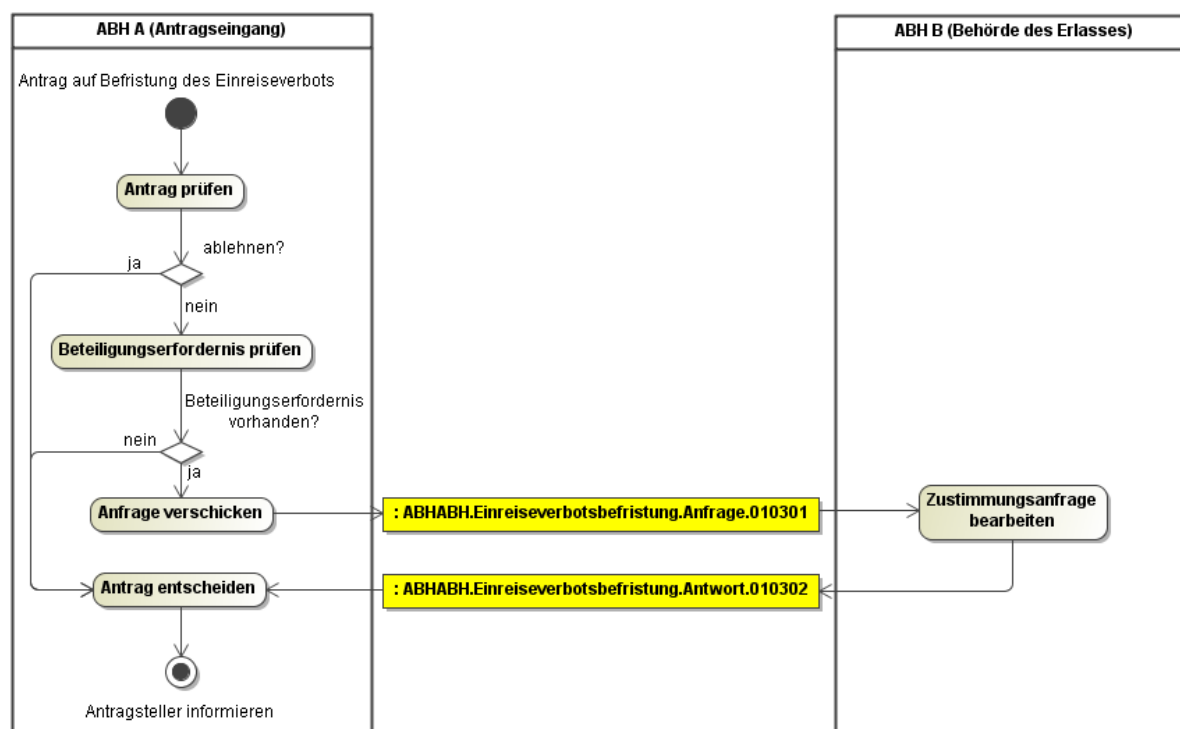 ABH A (Antragseingang)
ABH B (Behörde des Erlasses)
Antrag auf Befristung des Einreiseverbots
Antrag prüfen
ablehnen?
ja
nein
Beteiligungserfordernis prüfen
Beteiligungserfordernis
vorhanden?
nein
ja
Anfrage verschicken
: ABHABH.Einreiseverbotsbefristung.Anfrage.010301
Zustimmungsanfrage
bearbeiten
Antrag entscheiden
: ABHABH.Einreiseverbotsbefristung.Antwort.010302
Antragsteller informieren